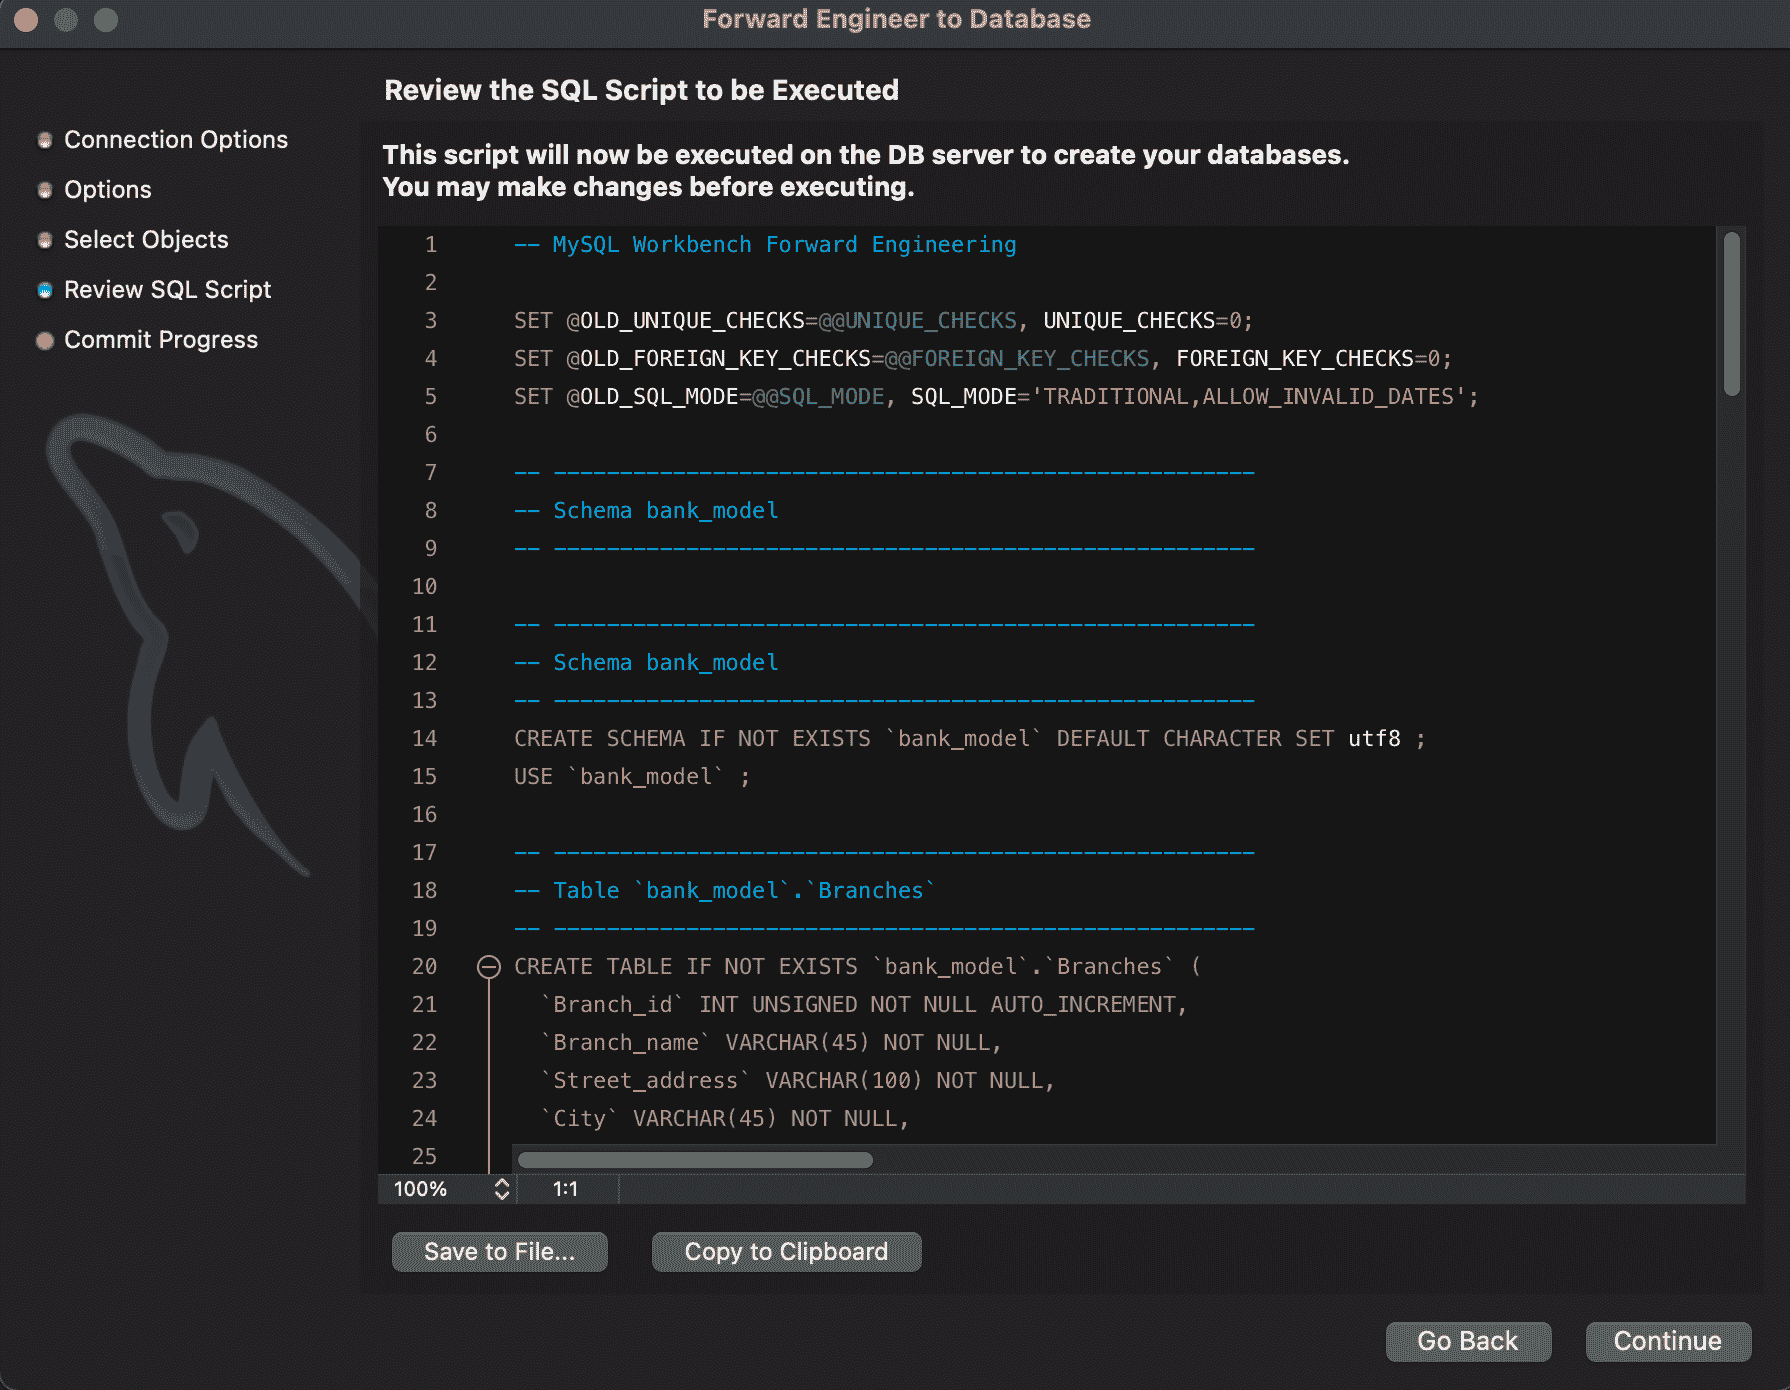 Forward Engineer to Database
Review the SQL Script to be Executed
Connection Options
Options
Select Objects
Review SQL Script
Commit Progress
This script will now be executed on the DB server to create your databases.
You may make changes before executing.
1 -- MySQL Workbench Forward Engineering
2
3 SET @OLD_UNIQUE_CHECKS=@@UNIQUE_CHECKS, UNIQUE_CHECKS=0;
4 SET @OLD_FOREIGN_KEY_CHECKS=@@FOREIGN_KEY_CHECKS, FOREIGN_KEY_CHECKS=0;
5 SET @OLD_SQL_MODE=@@SQL_MODE, SQL_MODE='TRADITIONAL,ALLOW_INVALID_DATES';
6
7 -- -----------------------------------------------------
8 -- Schema bank_model
9 -- -----------------------------------------------------
10
11 -- -----------------------------------------------------
12 -- Schema bank_model
13 -- -----------------------------------------------------
14 CREATE SCHEMA IF NOT EXISTS `bank_model` DEFAULT CHARACTER SET utf8 ;
15 USE `bank_model` ;
16
17 -- -----------------------------------------------------
18 -- Table `bank_model`.`Branches`
19 -- -----------------------------------------------------
20 CREATE TABLE IF NOT EXISTS `bank_model`.`Branches` (
21 `Branch_id` INT UNSIGNED NOT NULL AUTO_INCREMENT,
22 `Branch_name` VARCHAR(45) NOT NULL,
23 `Street_address` VARCHAR(100) NOT NULL,
24 `City` VARCHAR(45) NOT NULL,
25
100% 1:1
Save to File... Copy to Clipboard
Go Back Continue